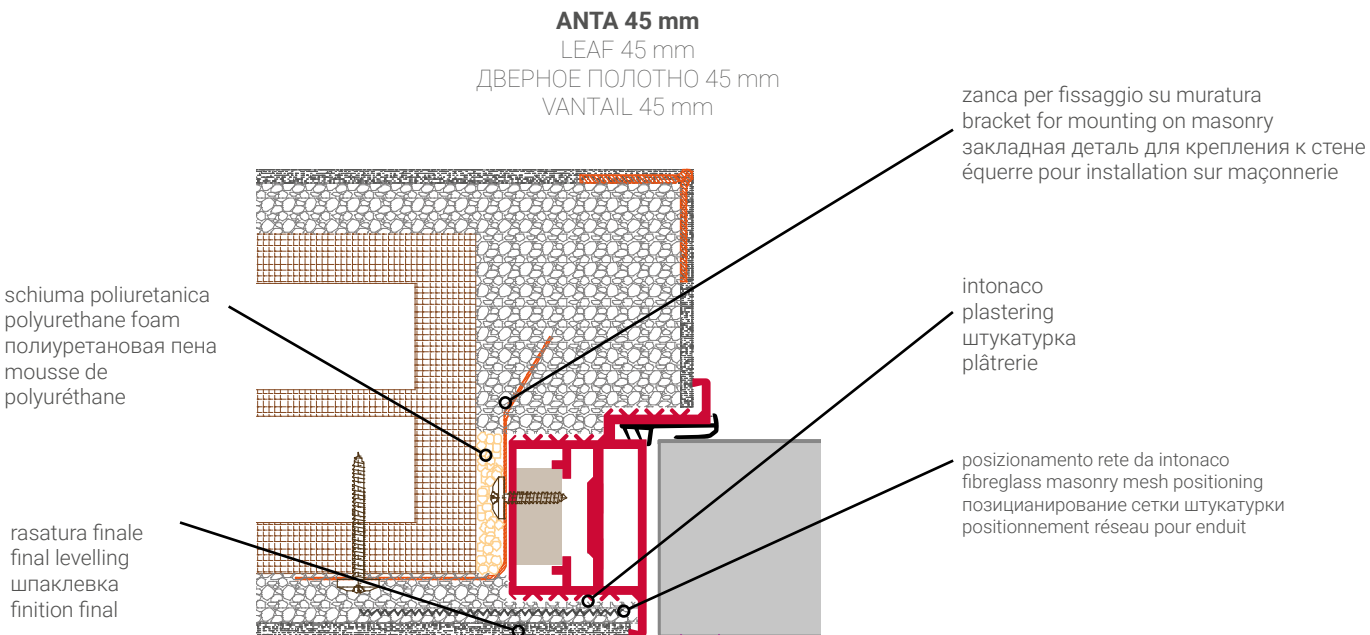 ANTA 45 mm
LEAF 45 mm
ДВЕРНОЕ ПОЛОТНО 45 mm
VANTAIL 45 mm
zanca per fissaggio su muratura
bracket for mounting on masonry
закладная деталь для крепления к стене
équerre pour installation sur maçonnerie
schiuma poliuretanica
polyurethane foam
полиуретановая пена
mousse de
polyuréthane
intonaco
plastering
штукатурка
plâtrerie
posizionamento rete da intonaco
fibreglass masonry mesh positioning
позицианирование сетки штукатурки
positionnement réseau pour enduit
rasatura finale
final levelling
шпаклевка
finition final